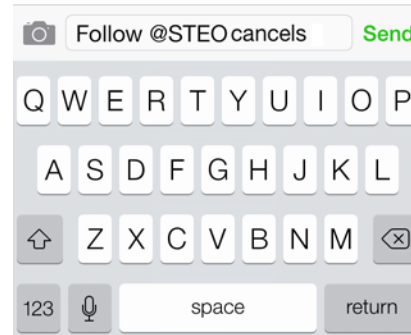 Follow @STEOcancels
Send
Q W E R T Y U I O P
A S D F G H J K L
Z X C V B N M
123 space return